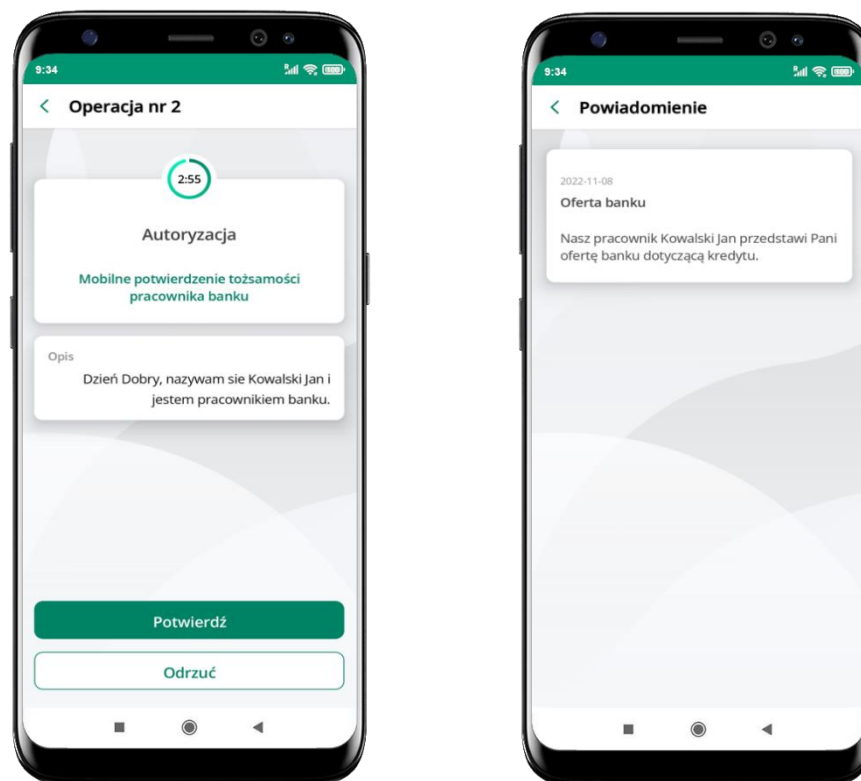 9:34
Operacja nr 2
2:55
Autoryzacja
Mobilne potwierdzenie tożsamości
pracownika banku
Opis
Dzień Dobry, nazywam sie Kowalski Jan i
jestem pracownikiem banku.
Potwierdź
Odrzuć
9:34
Powiadomienie
2022-11-08
Oferta banku
Nasz pracownik Kowalski Jan przedstawi Pani
ofertę banku dotyczącą kredytu.